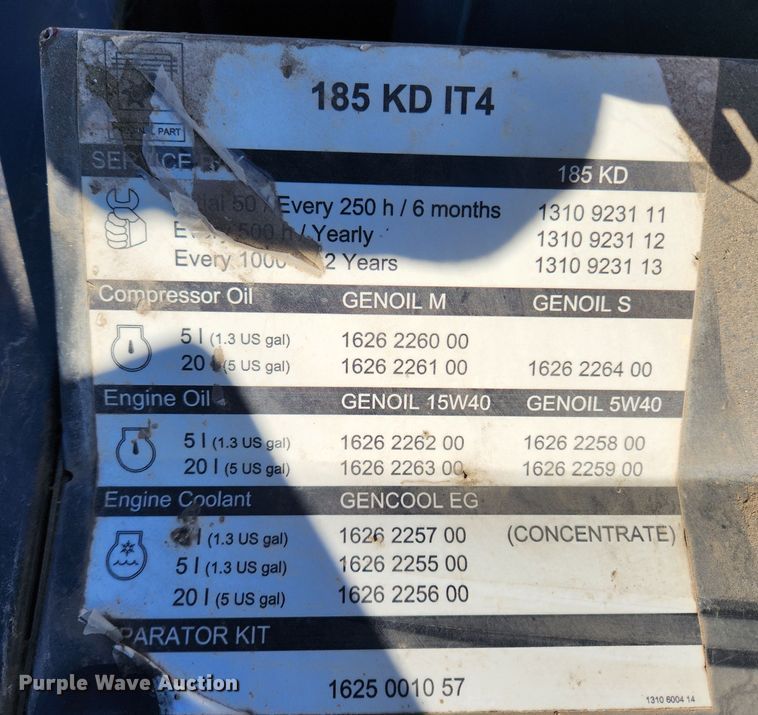 PART
185 KD IT4
185 KD
50 / Every 250 h / 6 months 1310 9231 11
500 h / Yearly 1310 9231 12
Every 1000 2 Years 1310 9231 13
Compressor Oil GENOIL M GENOIL S
5 l (1.3 US gal) 1626 2260 00
20 l (5 US gal) 1626 2261 00 1626 2264 00
Engine Oil GENOIL 15W40 GENOIL 5W40
5 l (1.3 US gal) 1626 2262 00 1626 2258 00
20 l (5 US gal) 1626 2263 00 1626 2259 00
Engine Coolant GENCOOL EG
l (1.3 US gal) 1626 2257 00 (CONCENTRATE)
5 l (1.3 US gal) 1626 2255 00
20 l (5 US gal) 1626 2256 00
PARATOR KIT
1625 0010 57
1310 6004 14
Purple Wave Auction